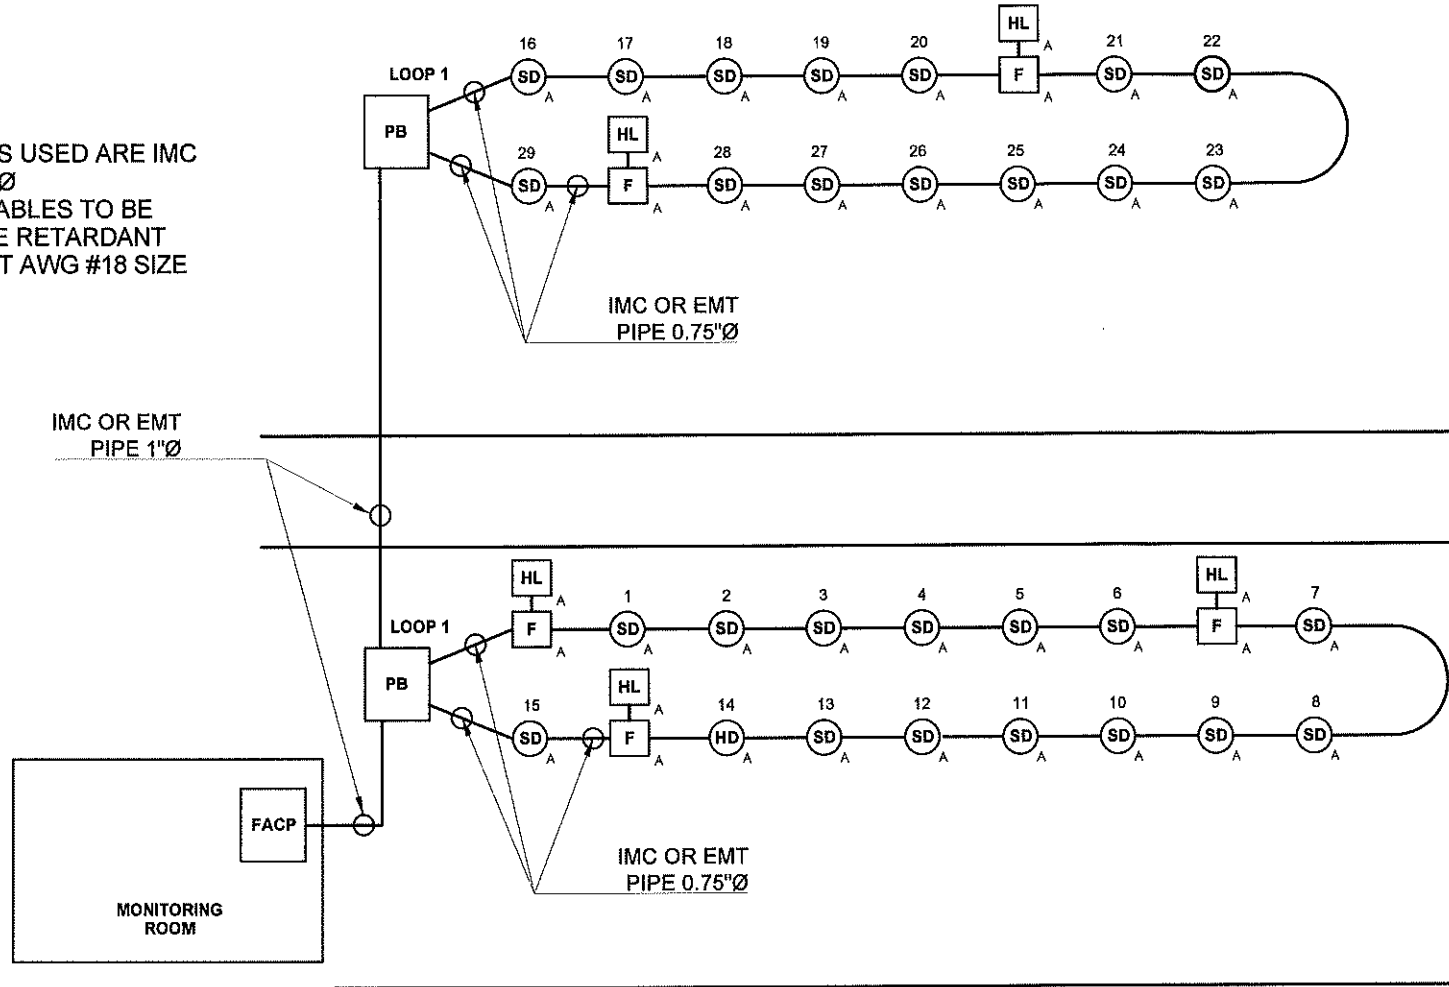 HL
A
16 17 18 19 20 21 22
LOOP 1
SD SD SD SD SD F SD SD
A A A A A A A A
PB
HL
A
29 28 27 26 25 24 23
SD F SD SD SD SD SD SD
A A A A A A A A
S USED ARE IMC
Ø
ABLES TO BE
E RETARDANT
T AWG #18 SIZE
IMC OR EMT
PIPE 0.75"Ø
IMC OR EMT
PIPE 1"Ø
HL HL
A A
1 2 3 4 5 6 7
LOOP 1
F SD SD SD SD SD SD F SD
A A A A A A A A A
PB
HL
A
15 14 13 12 11 10 9 8
SD F HD SD SD SD SD SD SD
A A A A A A A A A
FACP
IMC OR EMT
PIPE 0.75"Ø
MONITORING
ROOM